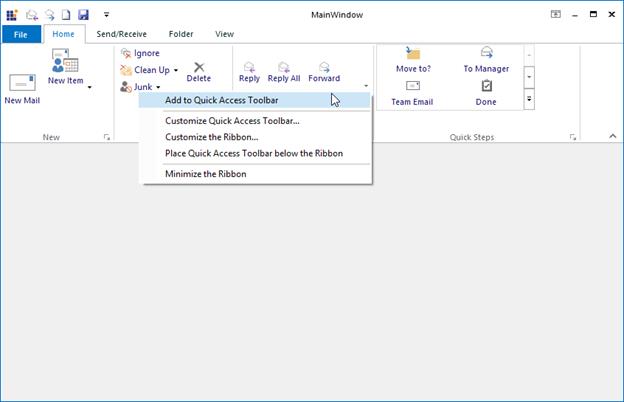 MainWindow
File Home Send/Receive Folder View
New Mail
New Item
Ignore
Clean Up
Junk
Delete
Reply Reply All Forward
Move to? To Manager
Team Email Done
New
Quick Steps
Add to Quick Access Toolbar
Customize Quick Access Toolbar...
Customize the Ribbon...
Place Quick Access Toolbar below the Ribbon
Minimize the Ribbon